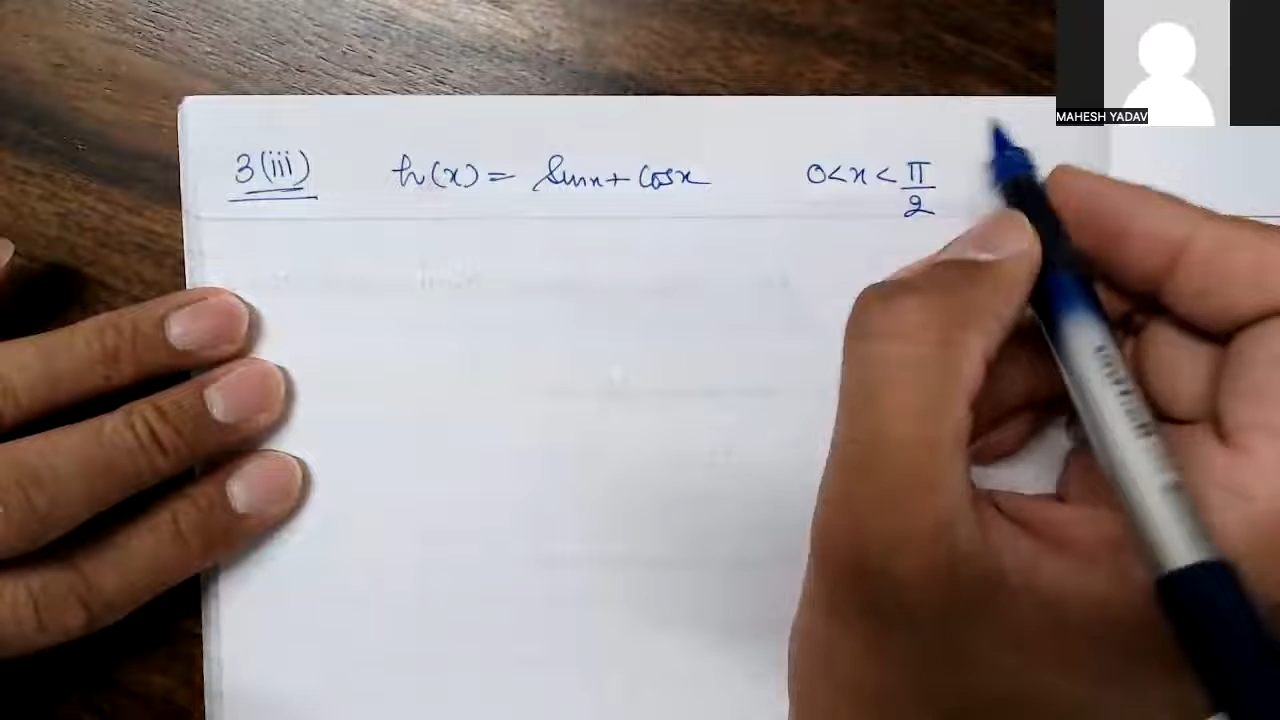 MAHESH YADAV
3(iii) h(x) = Sinx + Cosx 0<x<π/2